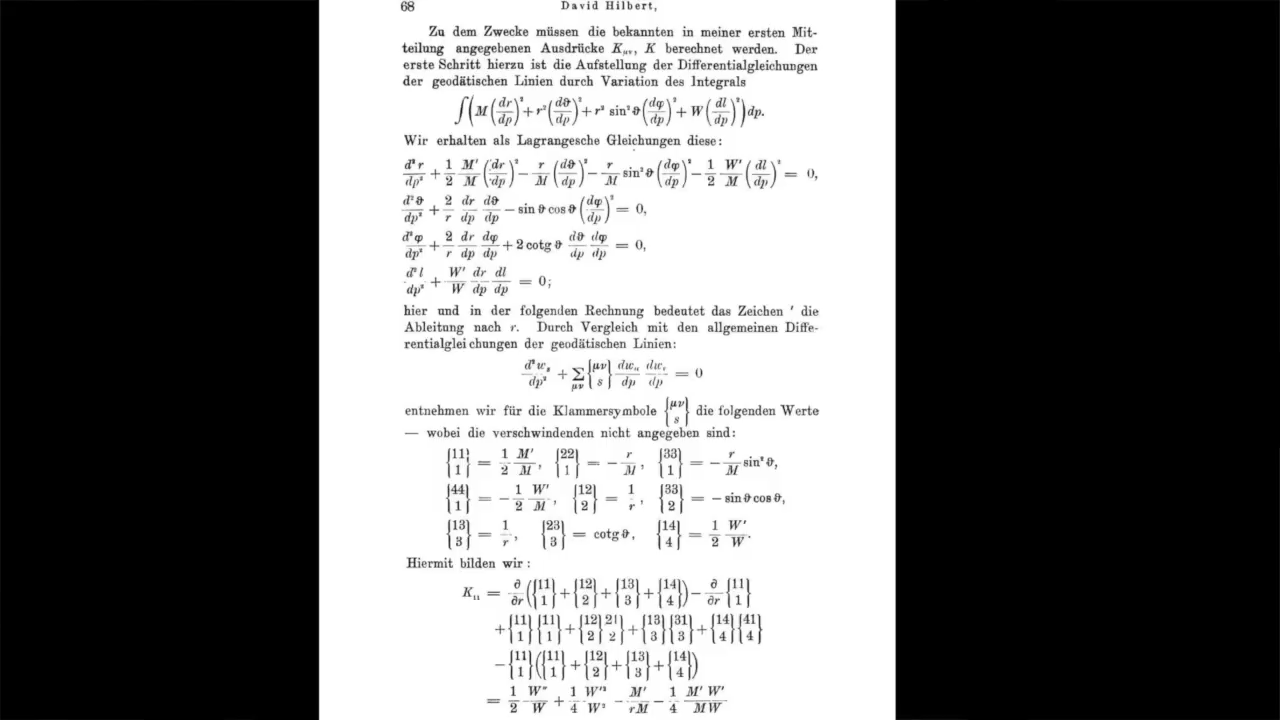 68
David Hilbert,
Zu dem Zwecke müssen die bekannten in meiner ersten Mit-
teilung angegebenen Ausdrücke K_{μν}, K berechnet werden. Der
erste Schritt hierzu ist die Aufstellung der Differentialgleichungen
der geodätischen Linien durch Variation des Integrals
∫(M(dr/dp)² + r²(dϑ/dp)² + r² sin²ϑ(dφ/dp)² + W(dl/dp)²)dp.
Wir erhalten als Lagrangesche Gleichungen diese:
d²r/dp² + 1/2 M'/M (dr/dp)² − r/M (dϑ/dp)² − r/M sin²ϑ(dφ/dp)² − 1/2 W'/M (dl/dp)² = 0,
d²ϑ/dp² + 2/r dr/dp dϑ/dp − sin ϑ cos ϑ (dφ/dp)² = 0,
d²φ/dp² + 2/r dr/dp dφ/dp + 2 cotg ϑ dϑ/dp dφ/dp = 0,
d²l/dp² + W'/W dr/dp dl/dp = 0;
hier und in der folgenden Rechnung bedeutet das Zeichen ' die
Ableitung nach r. Durch Vergleich mit den allgemeinen Diffe-
rentialgleichungen der geodätischen Linien:
d²w_s/dp² + Σ_{μν} {μν s} dw_μ/dp dw_ν/dp = 0
entnehmen wir für die Klammersymbole {μν s} die folgenden Werte
— wobei die verschwindenden nicht angegeben sind:
{11 1} = 1/2 M'/M, {22 1} = − r/M, {33 1} = − r/M sin²ϑ,
{44 1} = − 1/2 W'/M, {12 2} = 1/r, {33 2} = − sin ϑ cos ϑ,
{13 3} = 1/r, {23 3} = cotg ϑ, {14 4} = 1/2 W'/W.
Hiermit bilden wir:
K₁₁ = ∂/∂r ({11 1} + {12 2} + {13 3} + {14 4}) − ∂/∂r {11 1}
+ {11 1}{11 1} + {12 2}{21 2} + {13 3}{31 3} + {14 4}{41 4}
− {11 1}({11 1} + {12 2} + {13 3} + {14 4})
= 1/2 W''/W + 1/4 W'²/W² − M'/rM − 1/4 M'W'/MW